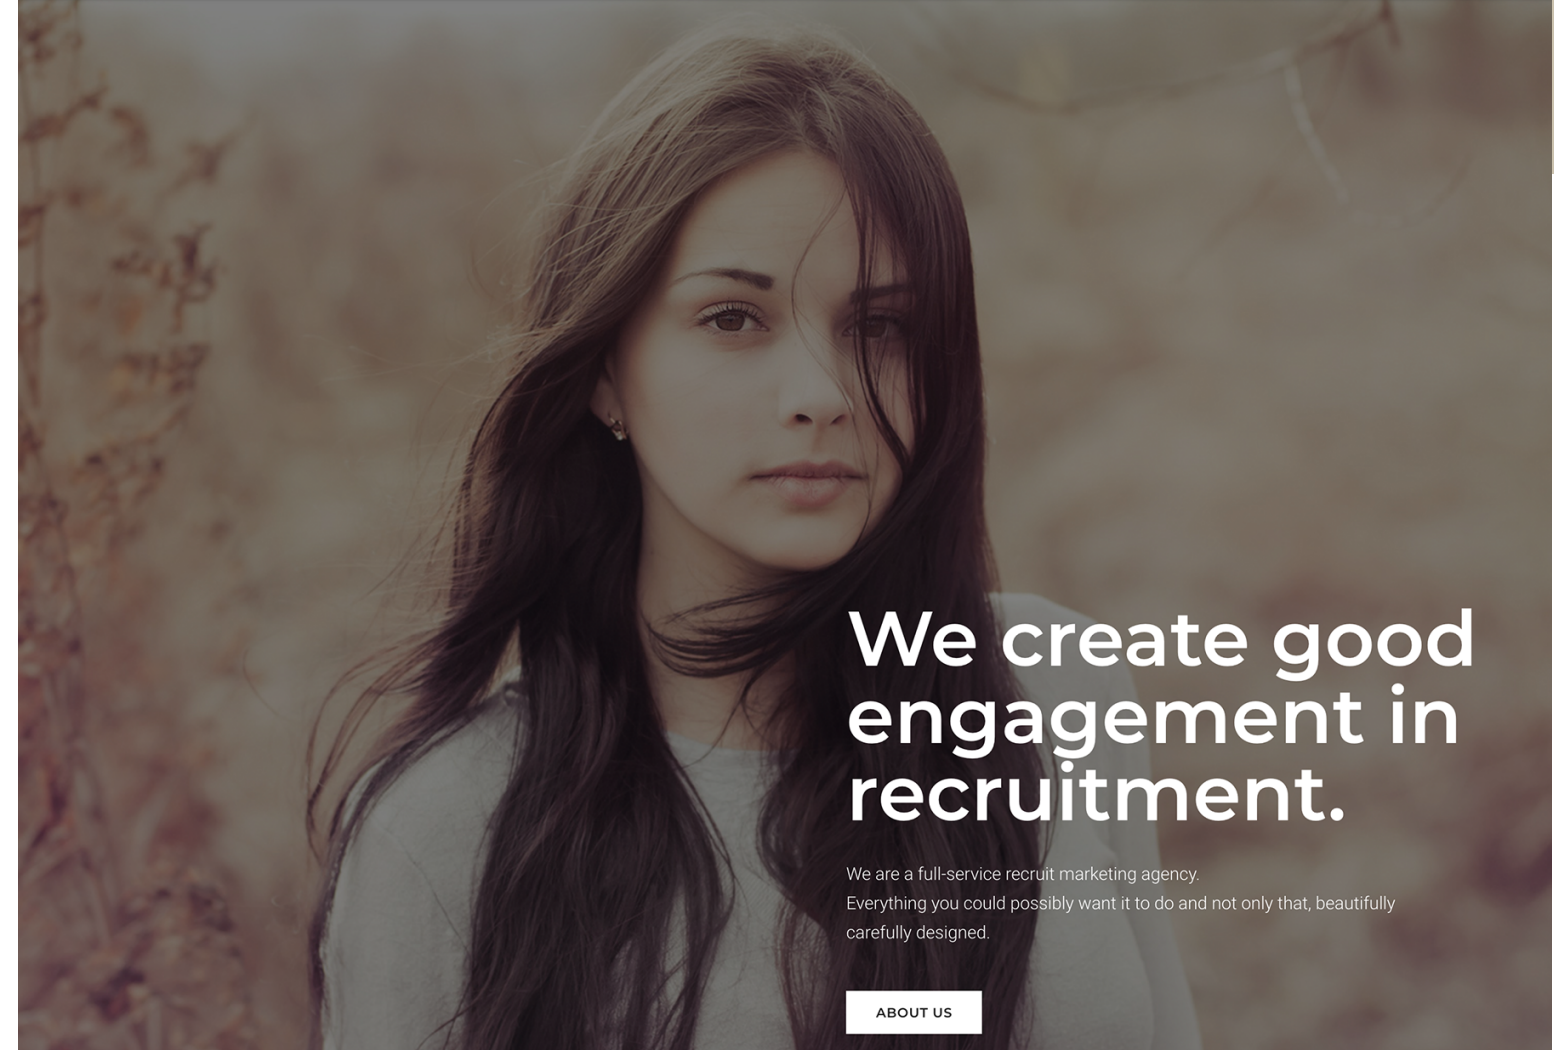 We create good
engagement in
recruitment.
We are a full-service recruit marketing agency.
Everything you could possibly want it to do and not only that, beautifully
carefully designed.
ABOUT US